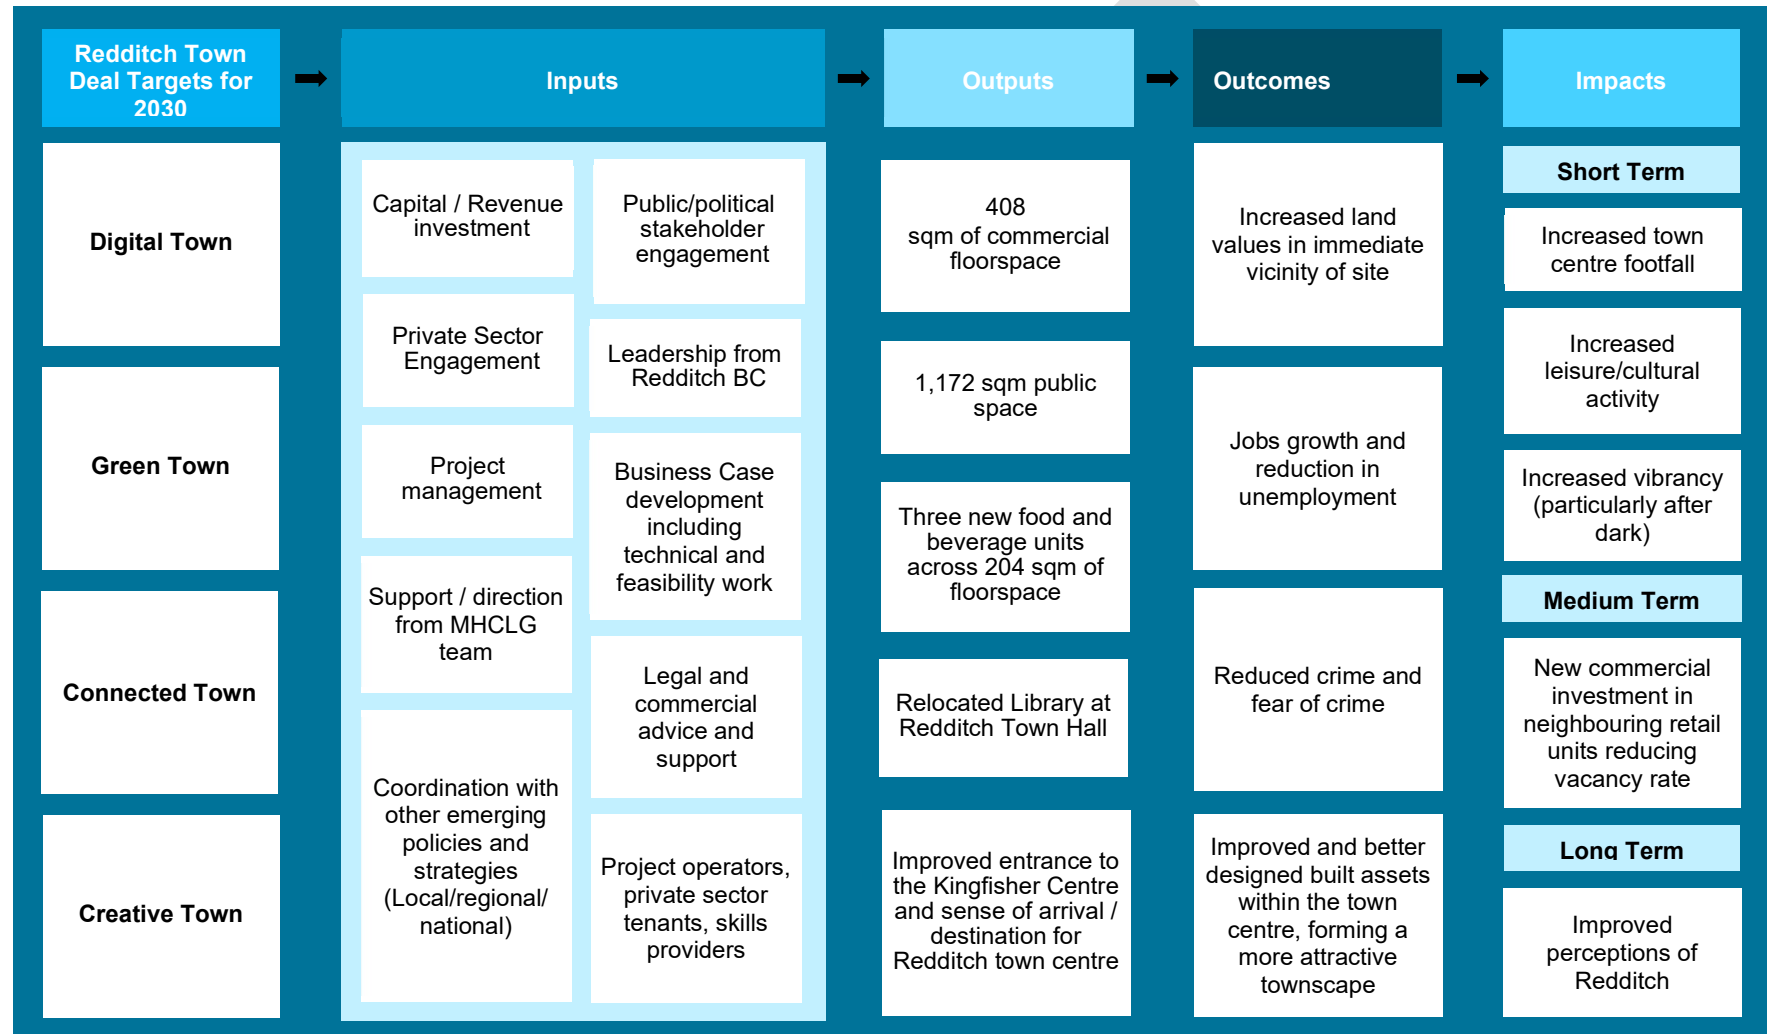 Redditch Town
Deal Targets for
2030
Inputs
Outputs
Outcomes
Impacts
Digital Town
Green Town
Connected Town
Creative Town
Capital / Revenue
investment
Private Sector
Engagement
Project
management
Support / direction
from MHCLG
team
Coordination with
other emerging
policies and
strategies
(Local/regional/
national)
Public/political
stakeholder
engagement
Leadership from
Redditch BC
Business Case
development
including
technical and
feasibility work
Legal and
commercial
advice and
support
Project operators,
private sector
tenants, skills
providers
408
sqm of commercial
floorspace
1,172 sqm public
space
Three new food and
beverage units
across 204 sqm of
floorspace
Relocated Library at
Redditch Town Hall
Improved entrance to
the Kingfisher Centre
and sense of arrival /
destination for
Redditch town centre
Increased land
values in immediate
vicinity of site
Jobs growth and
reduction in
unemployment
Reduced crime and
fear of crime
Improved and better
designed built assets
within the town
centre, forming a
more attractive
townscape
Short Term
Increased town
centre footfall
Increased
leisure/cultural
activity
Increased vibrancy
(particularly after
dark)
Medium Term
New commercial
investment in
neighbouring retail
units reducing
vacancy rate
Long Term
Improved
perceptions of
Redditch